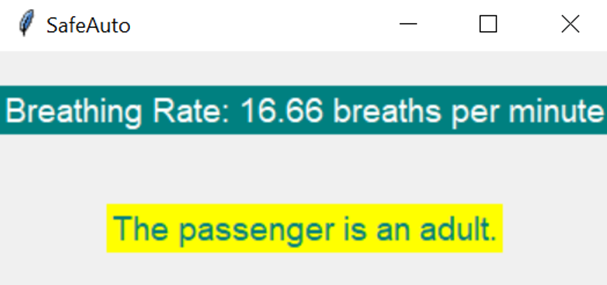 SafeAuto
Breathing Rate: 16.66 breaths per minute
The passenger is an adult.